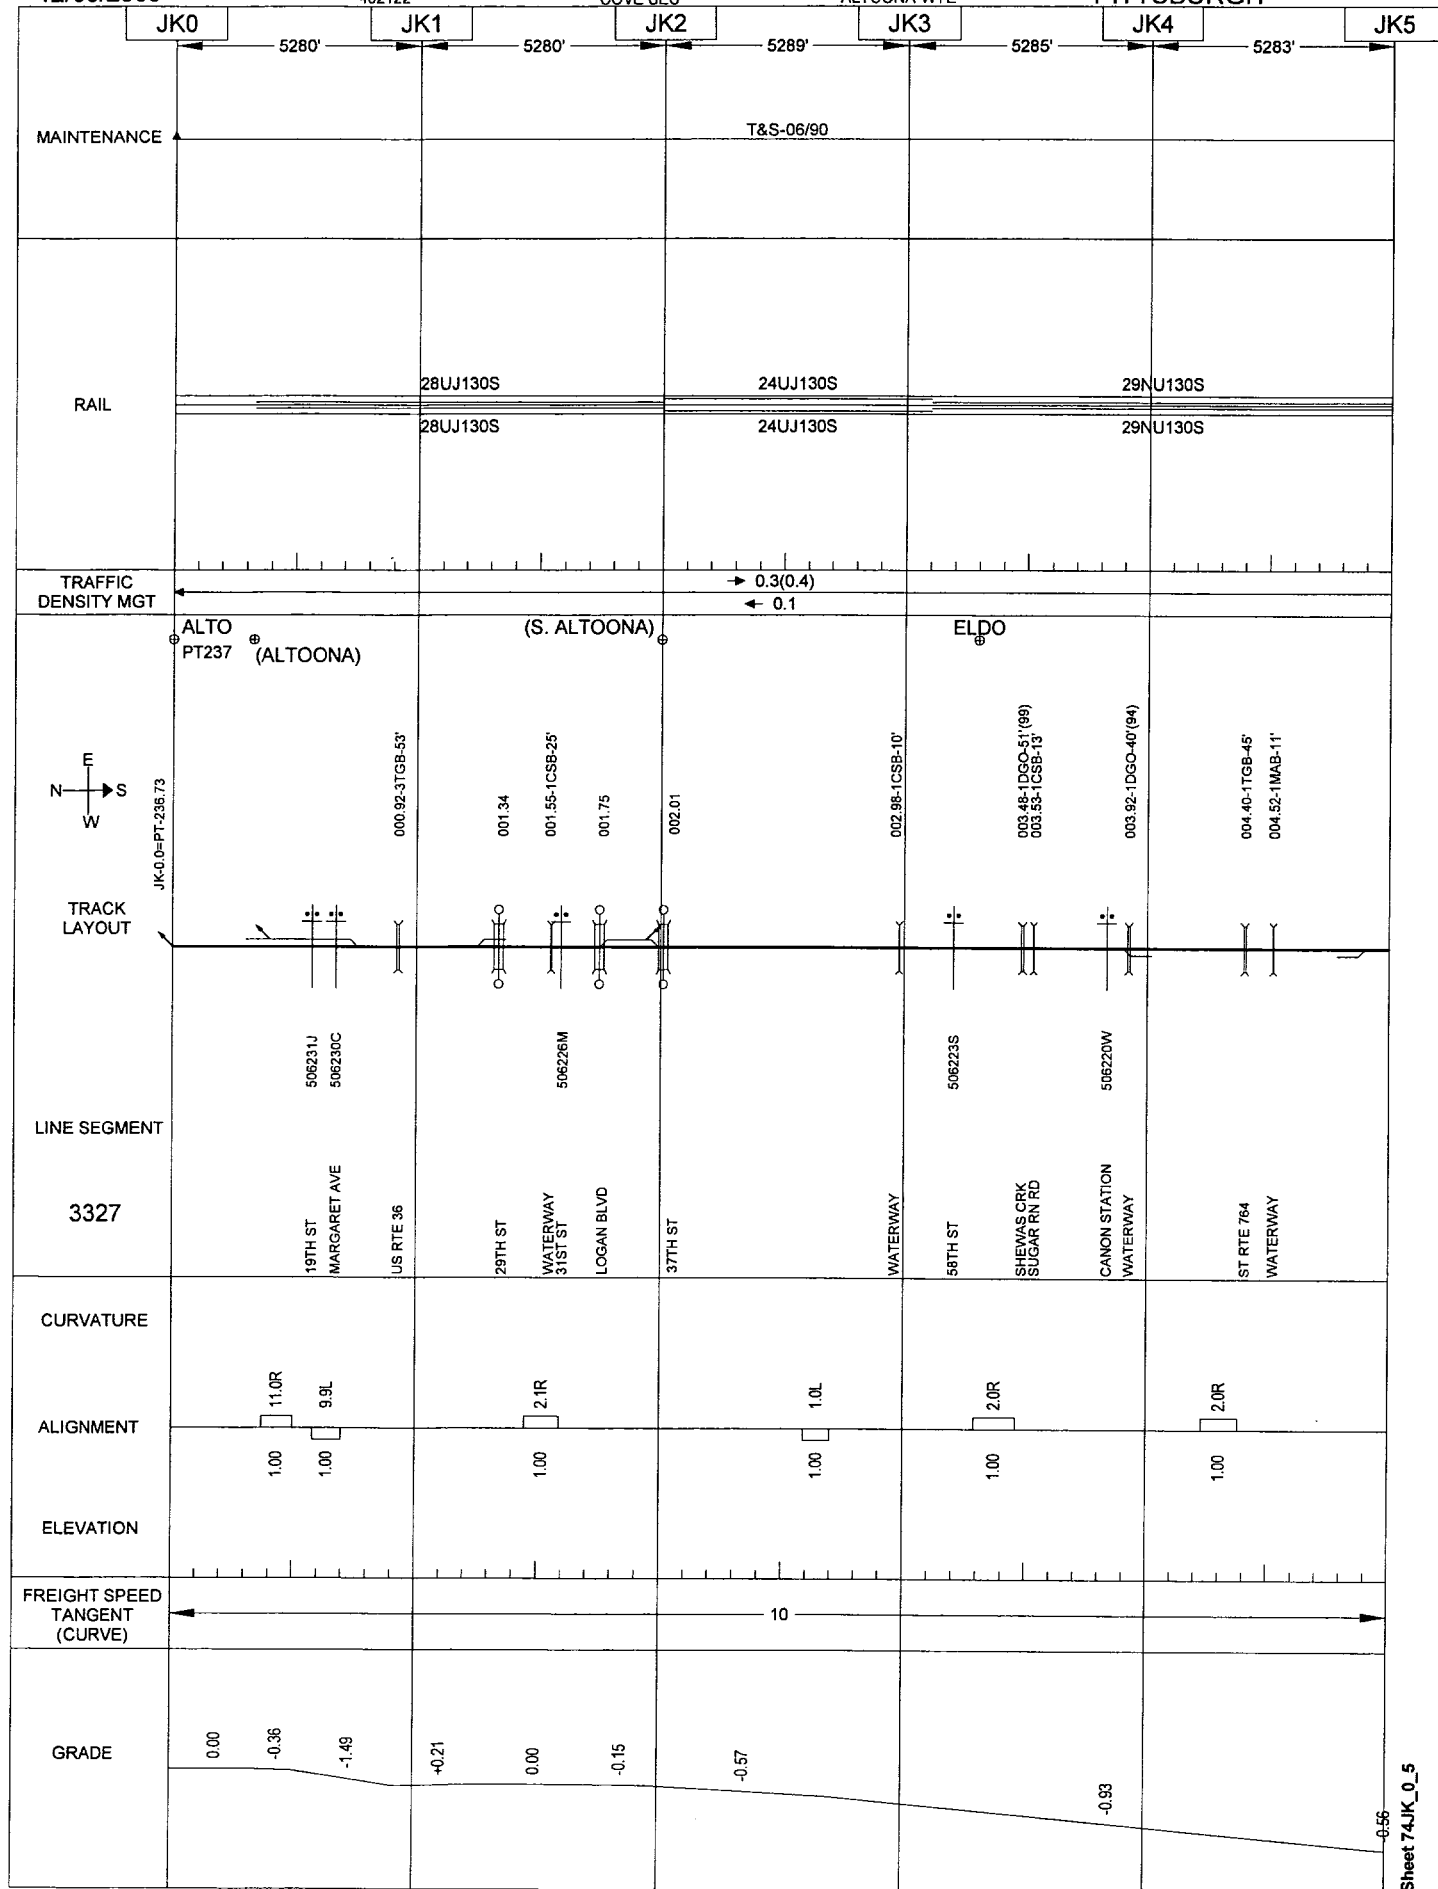 JK0
JK1
JK2
JK3
JK4
JK5
5280'
5280'
5289'
5285'
5283'
MAINTENANCE
T&S-06/90
RAIL
28UJ130S
24UJ130S
29NU130S
28UJ130S
24UJ130S
29NU130S
TRAFFIC
DENSITY MGT
0.3(0.4)
0.1
ALTO
PT237
(ALTOONA)
(S. ALTOONA)
ELDO
E
N
S
W
JK-0.0=PT-236.73
000.92-3TGB-53'
001.34
001.55-1CSB-25'
001.75
002.01
002.98-1CSB-10'
003.48-1DGO-51'(99)
003.53-1CSB-13'
003.92-1DGO-40'(94)
004.40-1TGB-45'
004.52-1MAB-11'
TRACK
LAYOUT
506231J
506230C
506226M
506223S
506220W
LINE SEGMENT
3327
19TH ST
MARGARET AVE
US RTE 36
29TH ST
WATERWAY
31ST ST
LOGAN BLVD
37TH ST
WATERWAY
58TH ST
SHEWAS CRK
SUGAR RN RD
CANON STATION
WATERWAY
ST RTE 764
WATERWAY
CURVATURE
ALIGNMENT
11.0R
9.9L
2.1R
1.0L
2.0R
2.0R
1.00
1.00
1.00
1.00
1.00
1.00
ELEVATION
FREIGHT SPEED
TANGENT
(CURVE)
10
GRADE
0.00
-0.36
-1.49
+0.21
0.00
-0.15
-0.57
-0.93
-0.56
Sheet 74JK_0_5